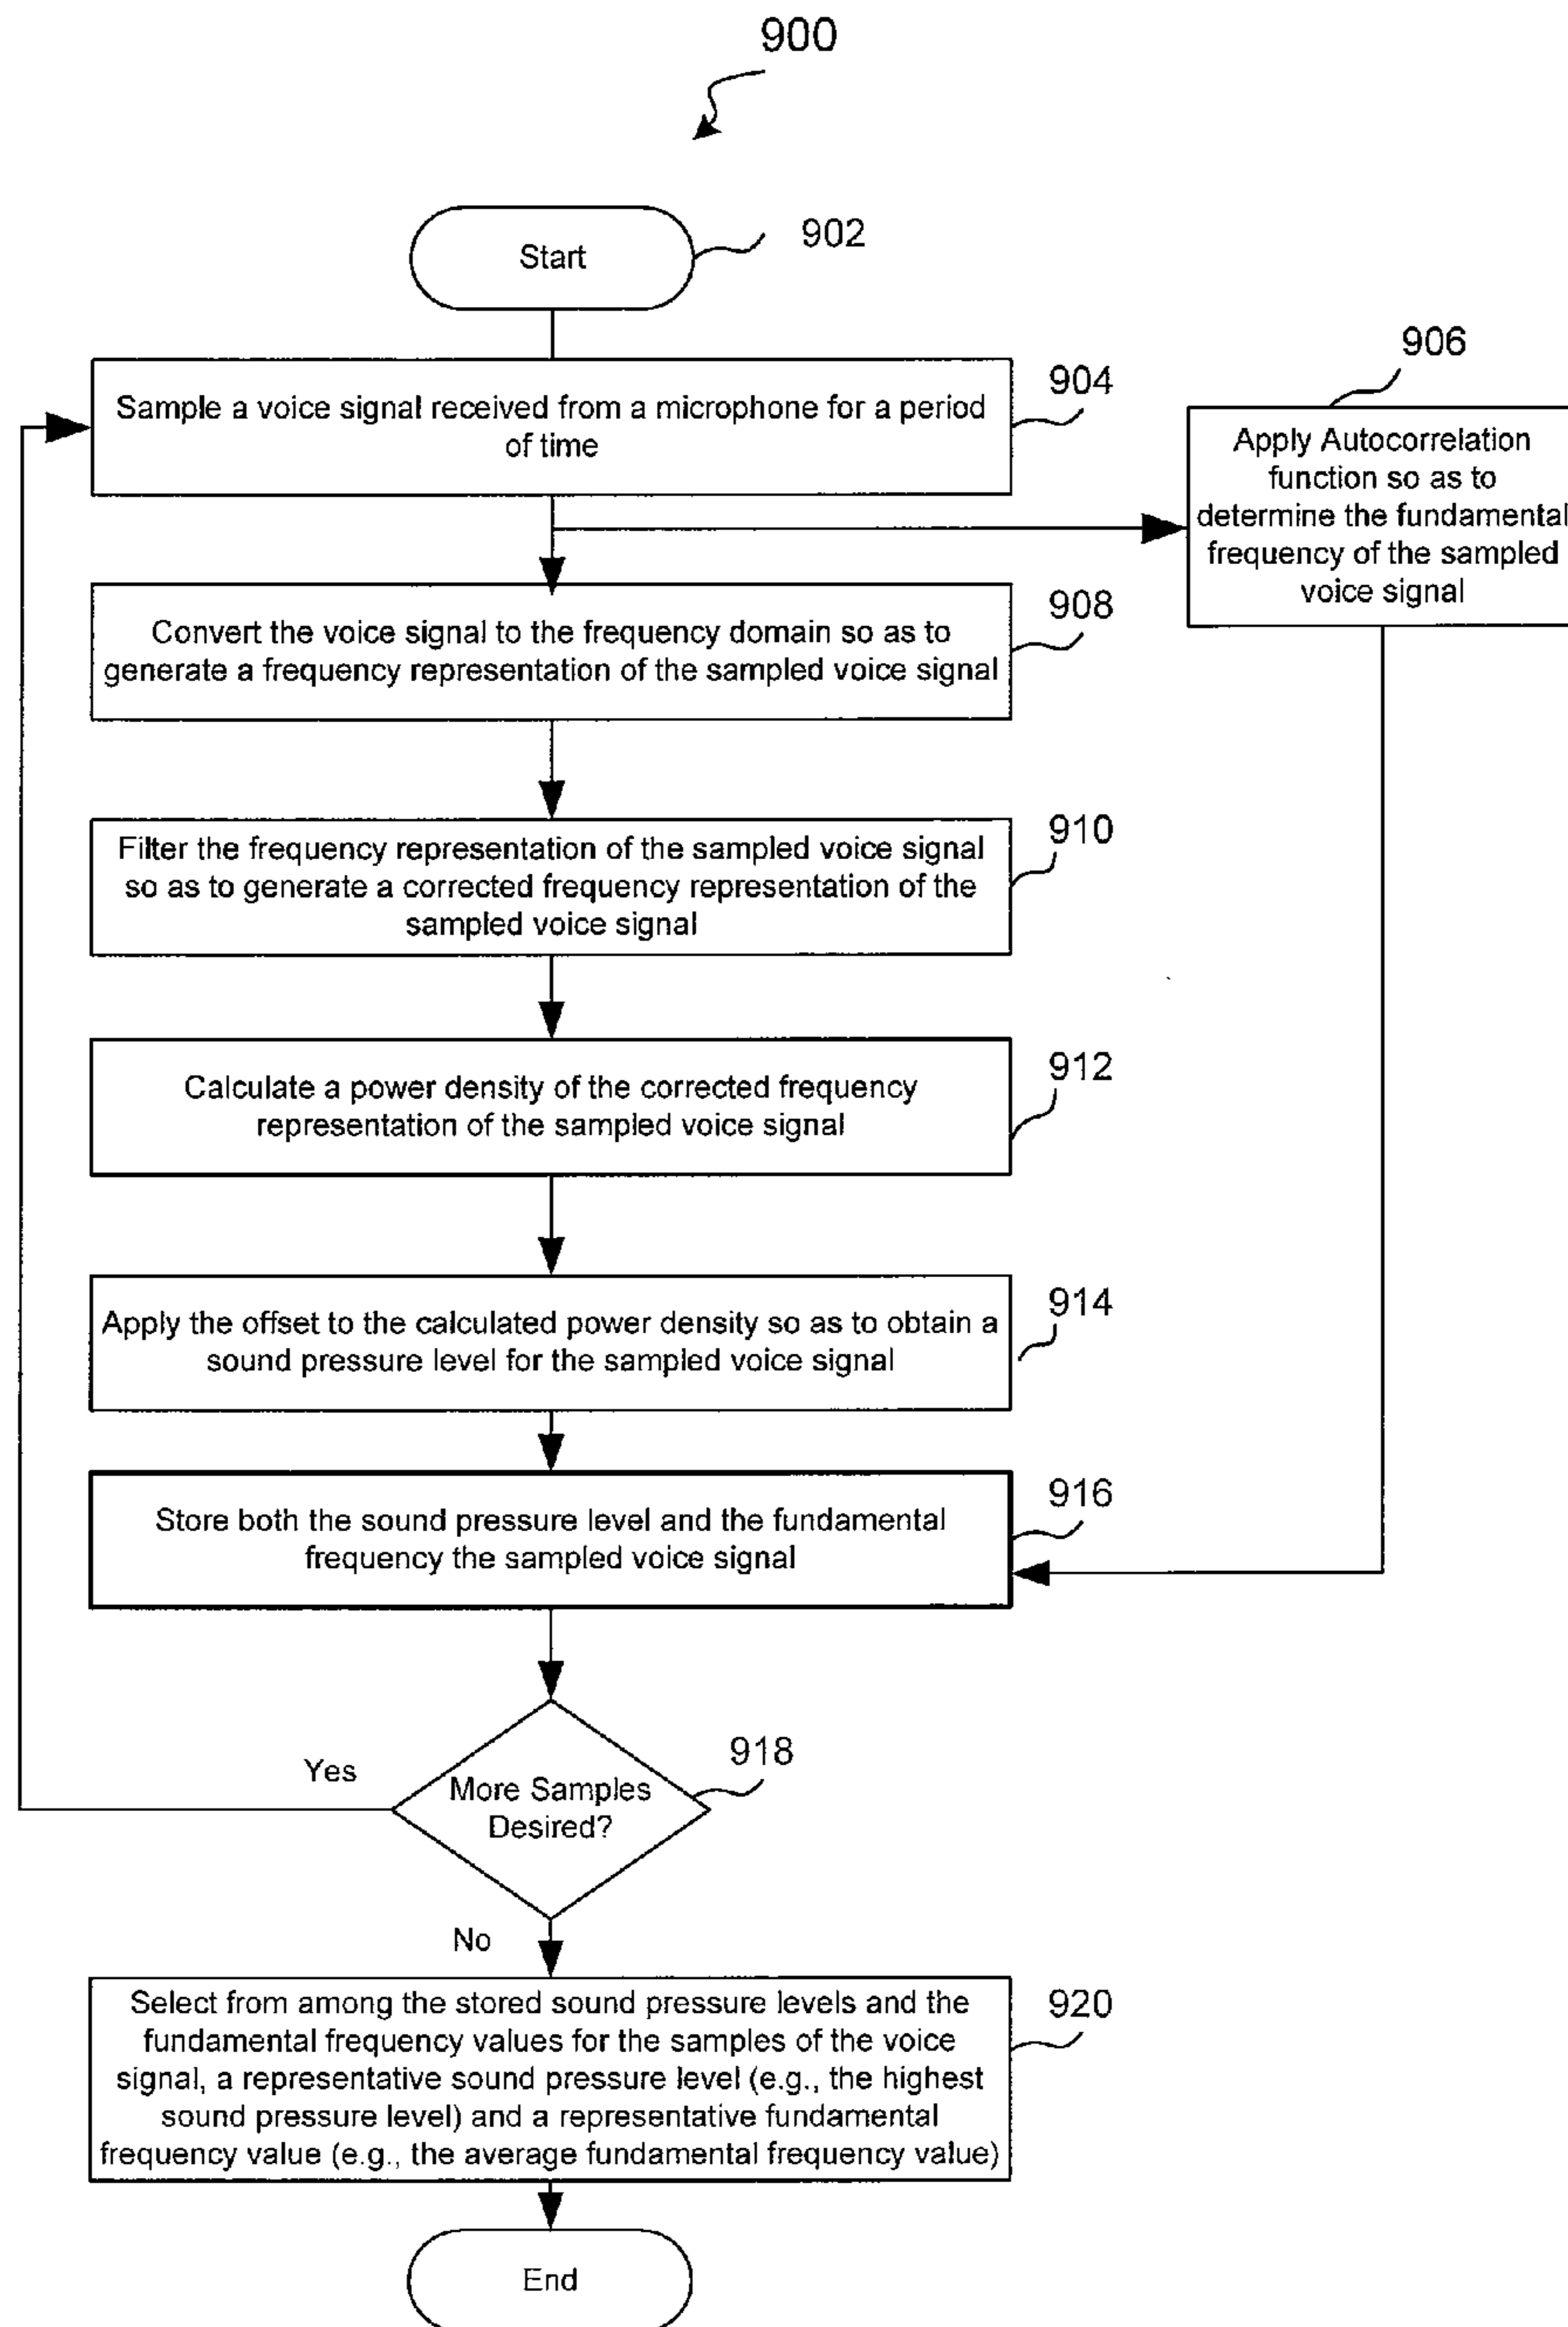 900
Start
902
Sample a voice signal received from a microphone for a period
of time
904
906
Apply Autocorrelation
function so as to
determine the fundamental
frequency of the sampled
voice signal
Convert the voice signal to the frequency domain so as to
generate a frequency representation of the sampled voice signal
908
Filter the frequency representation of the sampled voice signal
so as to generate a corrected frequency representation of the
sampled voice signal
910
Calculate a power density of the corrected frequency
representation of the sampled voice signal
912
Apply the offset to the calculated power density so as to obtain a
sound pressure level for the sampled voice signal
914
Store both the sound pressure level and the fundamental
frequency the sampled voice signal
916
Yes
More Samples
Desired?
918
No
Select from among the stored sound pressure levels and the
fundamental frequency values for the samples of the voice
signal, a representative sound pressure level (e.g., the highest
sound pressure level) and a representative fundamental
frequency value (e.g., the average fundamental frequency value)
920
End